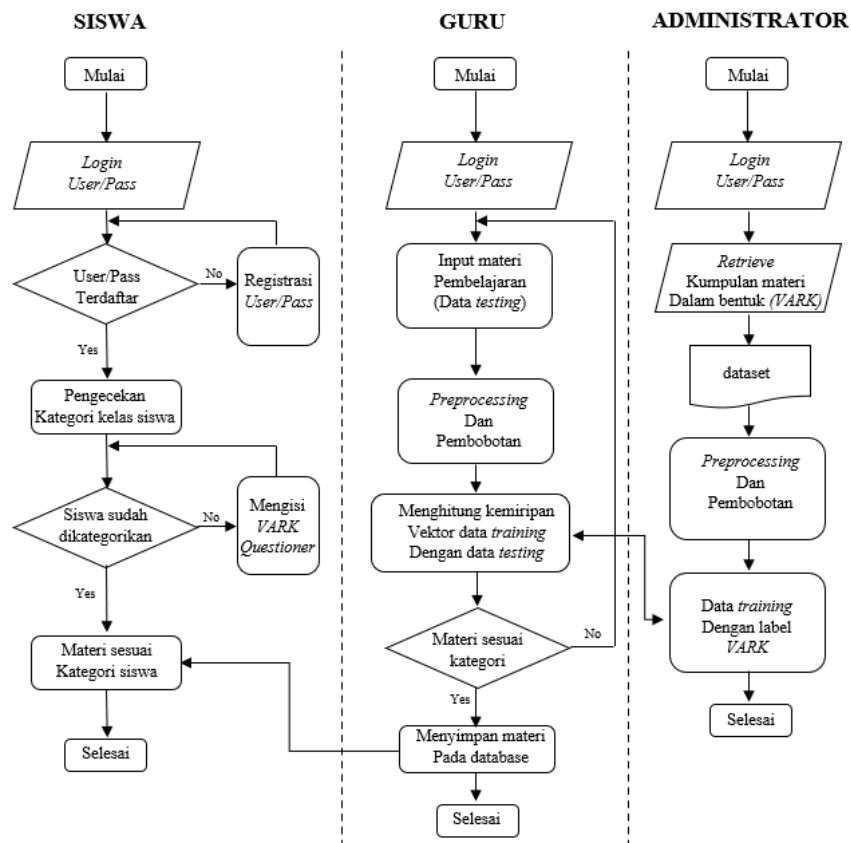 SISWA
Mulai
Login
User/Pass
User/Pass
Terdaftar
No
Registrasi
User/Pass
Yes
Pengecekan
Kategori kelas siswa
Siswa sudah
dikategorikan
No
Mengisi
VARK
Questioner
Yes
Materi sesuai
Kategori siswa
Selesai
GURU
Mulai
Login
User/Pass
Input materi
Pembelajaran
(Data testing)
Preprocessing
Dan
Pembobotan
Menghitung kemiripan
Vektor data training
Dengan data testing
Materi sesuai
kategori
No
Yes
Menyimpan materi
Pada database
Selesai
ADMINISTRATOR
Mulai
Login
User/Pass
Retrieve
Kumpulan materi
Dalam bentuk (VARK)
dataset
Preprocessing
Dan
Pembobotan
Data training
Dengan label
VARK
Selesai